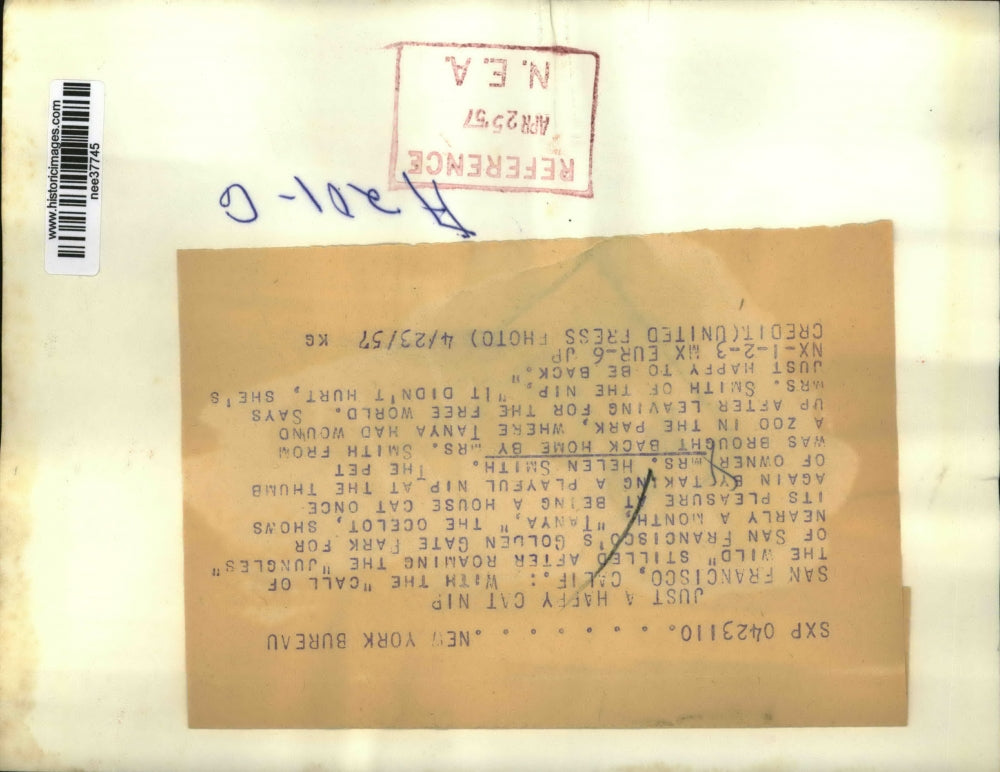 SXP 0423110. . . . . . . .NEW YORK BUREAU
JUST A HAPPY CAT NIP
SAN FRANCISCO, CALIF.: WITH THE "CALL OF
THE WILD" STILLED AFTER ROAMING THE "JUNGLES"
OF SAN FRANCISCO'S GOLDEN GATE PARK FOR
NEARLY A MONTH, "TANYA," THE OCELOT, SHOWS
ITS PLEASURE AT BEING A HOUSE CAT ONCE
AGAIN BY TAKING A PLAYFUL NIP AT THE THUMB
OF OWNER MRS. HELEN SMITH. THE PET
WAS BROUGHT BACK HOME BY MRS. SMITH FROM
A ZOO IN THE PARK, WHERE TANYA HAD WOUND
UP AFTER LEAVING FOR THE FREE WORLD. SAYS
MRS. SMITH OF THE NIP, "IT DIDN'T HURT, SHE'S
JUST HAPPY TO BE BACK."
NX-1-2-3 MX EUR-6 JP
CREDIT(UNITED PRESS PHOTO) 4/23/57 KG
A201-C
REFERENCE
APR 25 '57
N.E.A.
www.historicimages.com
nee37745